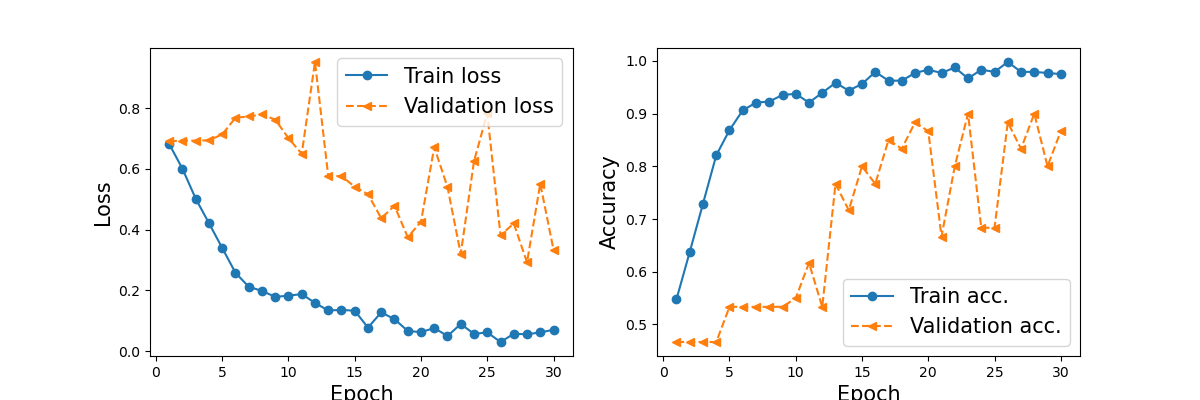 Train loss
Validation loss
0.8
0.6
0.4
0.2
0.0
Loss
0 5 10 15 20 25 30
Epoch
1.0
0.9
0.8
0.7
0.6
0.5
Accuracy
Train acc.
Validation acc.
0 5 10 15 20 25 30
Epoch